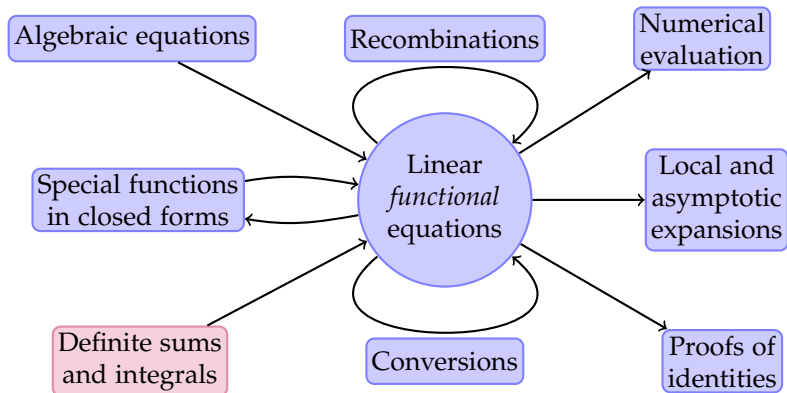 Algebraic equations
Recombinations
Numerical
evaluation
Special functions
in closed forms
Linear
functional
equations
Local and
asymptotic
expansions
Definite sums
and integrals
Conversions
Proofs of
identities